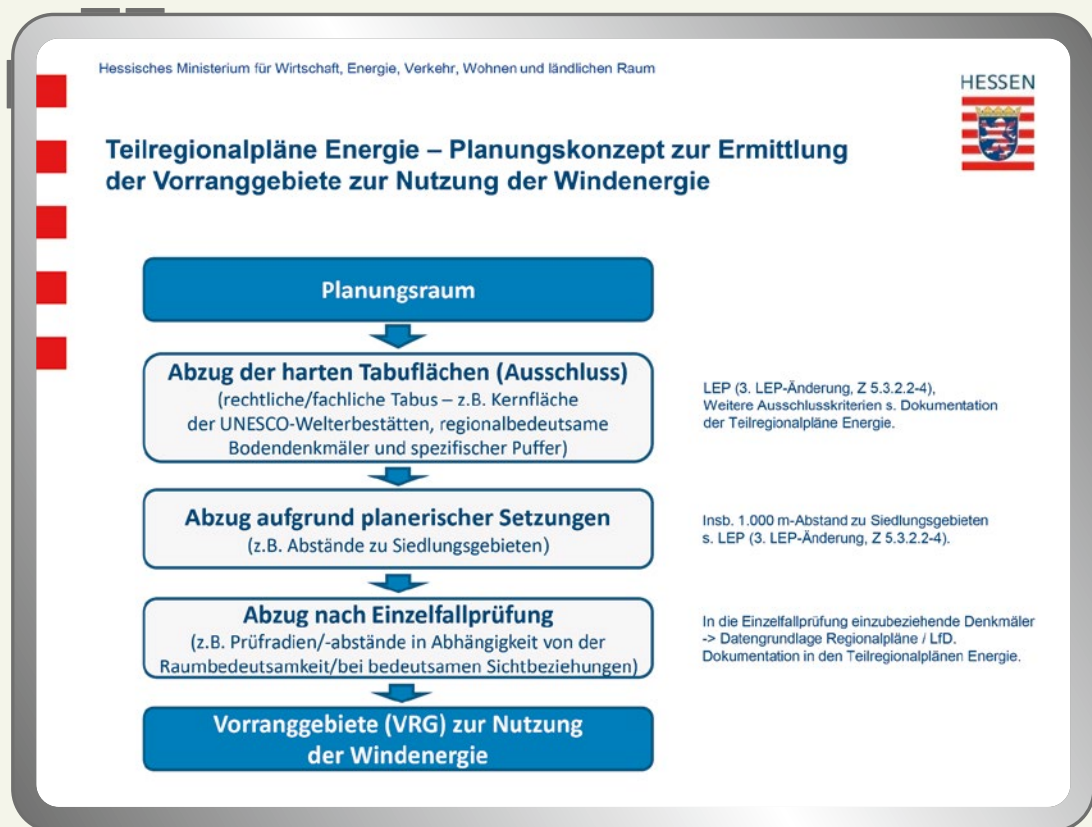 Hessisches Ministerium für Wirtschaft, Energie, Verkehr, Wohnen und ländlichen Raum
HESSEN
Teilregionalpläne Energie – Planungskonzept zur Ermittlung
der Vorranggebiete zur Nutzung der Windenergie
Planungsraum
Abzug der harten Tabuflächen (Ausschluss)
(rechtliche/fachliche Tabus – z.B. Kernfläche
der UNESCO-Welterbestätten, regionalbedeutsame
Bodendenkmäler und spezifischer Puffer)
LEP (3. LEP-Änderung, Z 5.3.2.2-4),
Weitere Ausschlusskriterien s. Dokumentation
der Teilregionalpläne Energie.
Abzug aufgrund planerischer Setzungen
(z.B. Abstände zu Siedlungsgebieten)
Insb. 1.000 m-Abstand zu Siedlungsgebieten
s. LEP (3. LEP-Änderung, Z 5.3.2.2-4).
Abzug nach Einzelfallprüfung
(z.B. Prüfradien/-abstände in Abhängigkeit von der
Raumbedeutsamkeit/bei bedeutsamen Sichtbeziehungen)
In die Einzelfallprüfung einzubeziehende Denkmäler
-> Datengrundlage Regionalpläne / LfD.
Dokumentation in den Teilregionalplänen Energie.
Vorranggebiete (VRG) zur Nutzung
der Windenergie